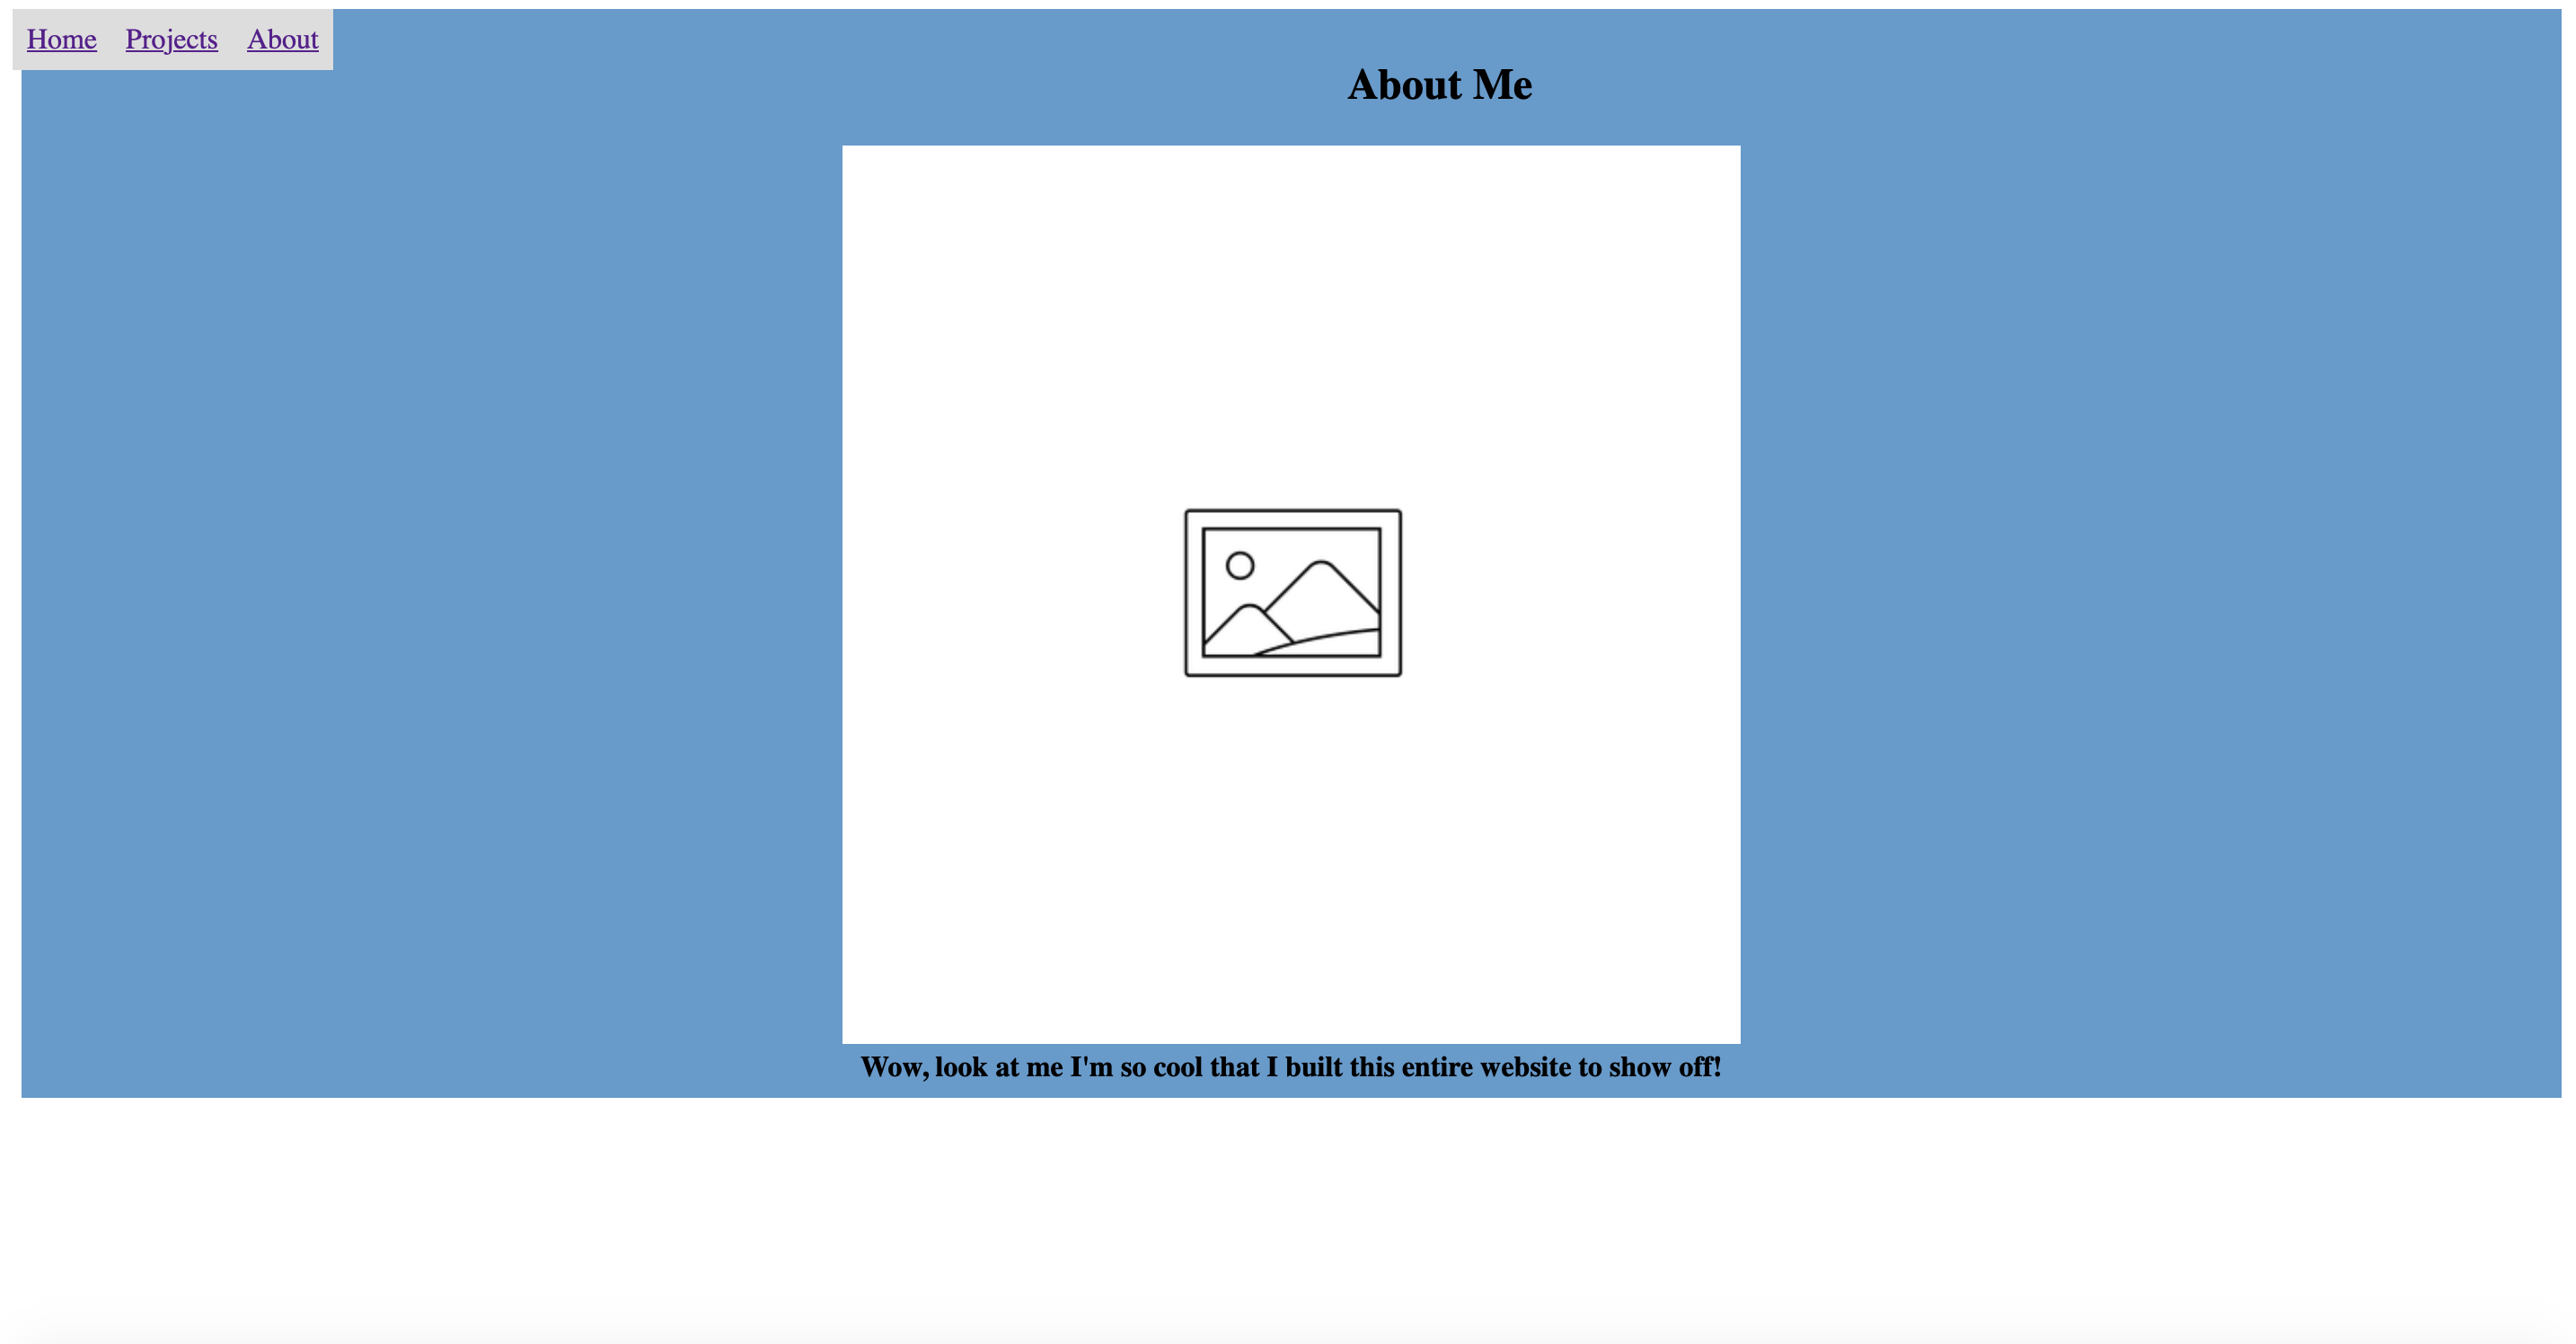 Home Projects About
About Me
Wow, look at me I'm so cool that I built this entire website to show off!